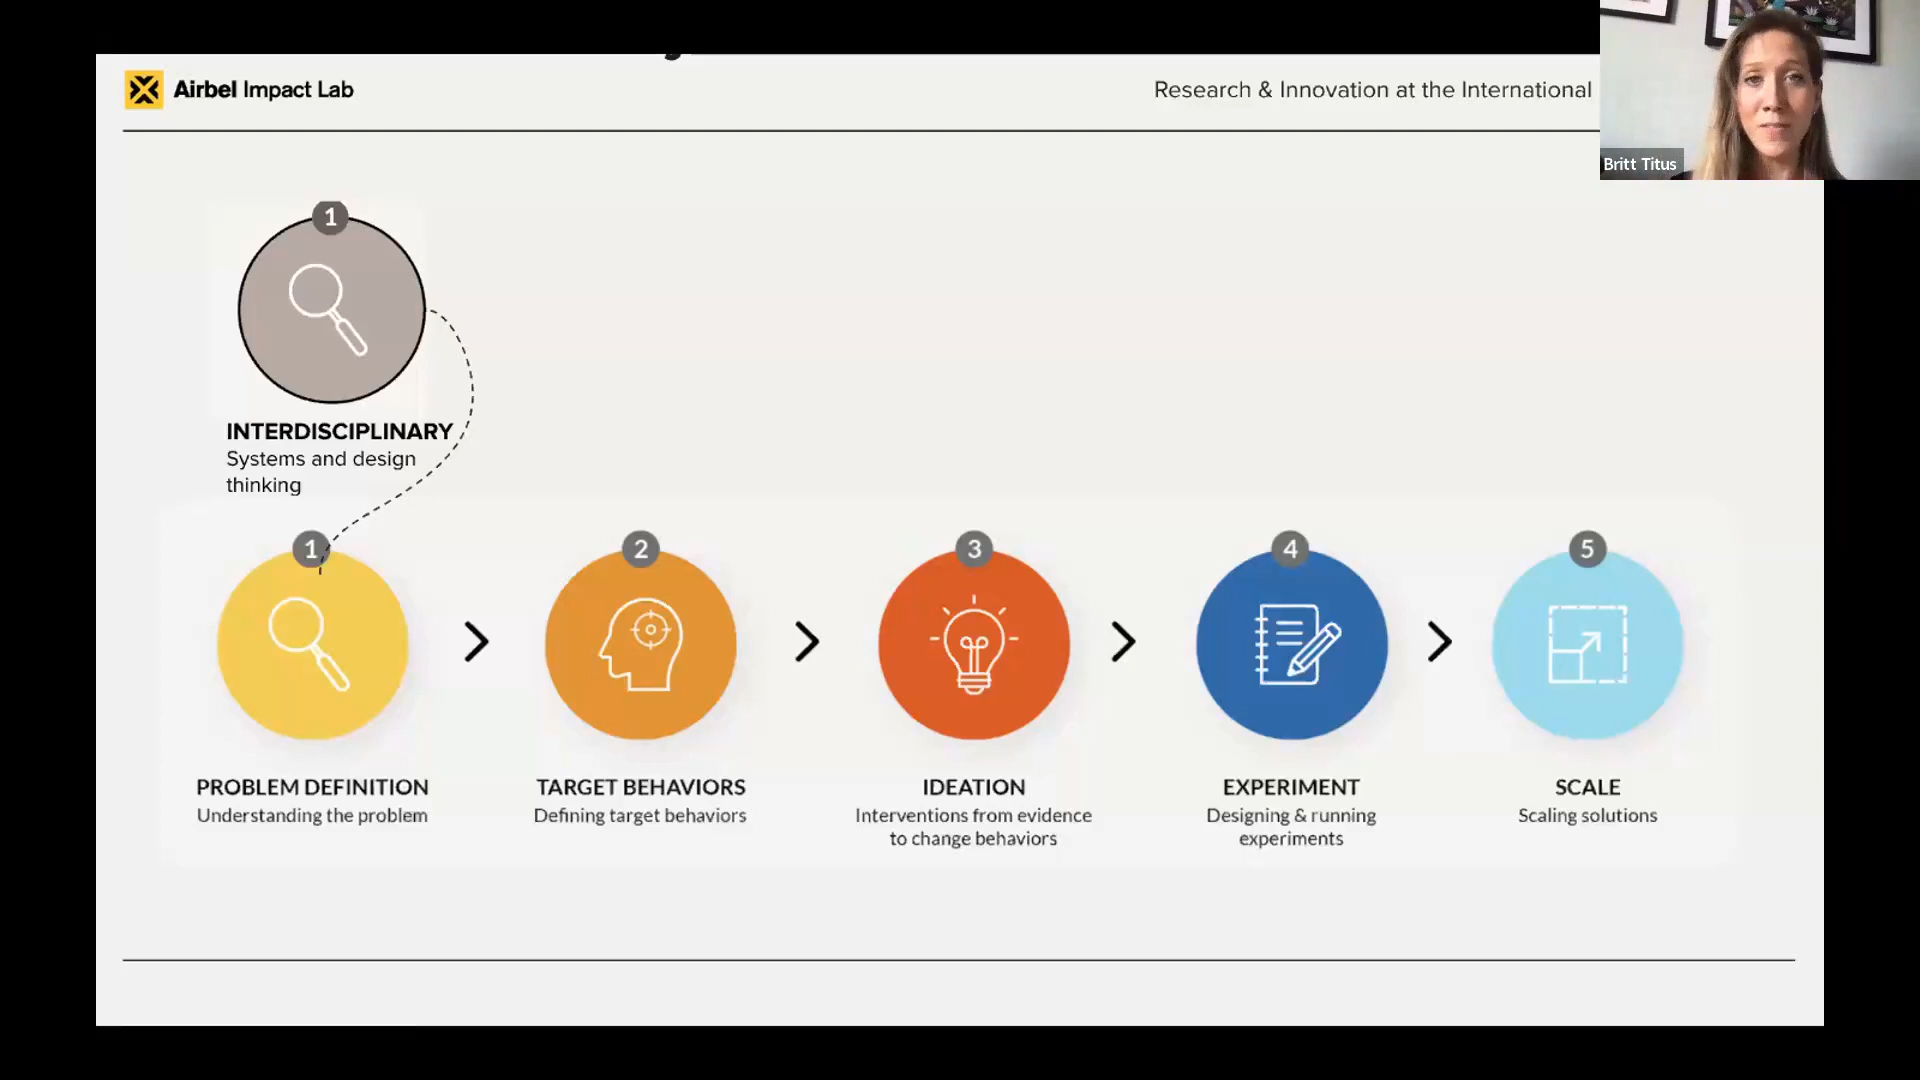 Airbel Impact Lab
Research & Innovation at the International
Britt Titus
1
INTERDISCIPLINARY
Systems and design
thinking
1
2
3
4
5
PROBLEM DEFINITION
Understanding the problem
TARGET BEHAVIORS
Defining target behaviors
IDEATION
Interventions from evidence
to change behaviors
EXPERIMENT
Designing & running
experiments
SCALE
Scaling solutions